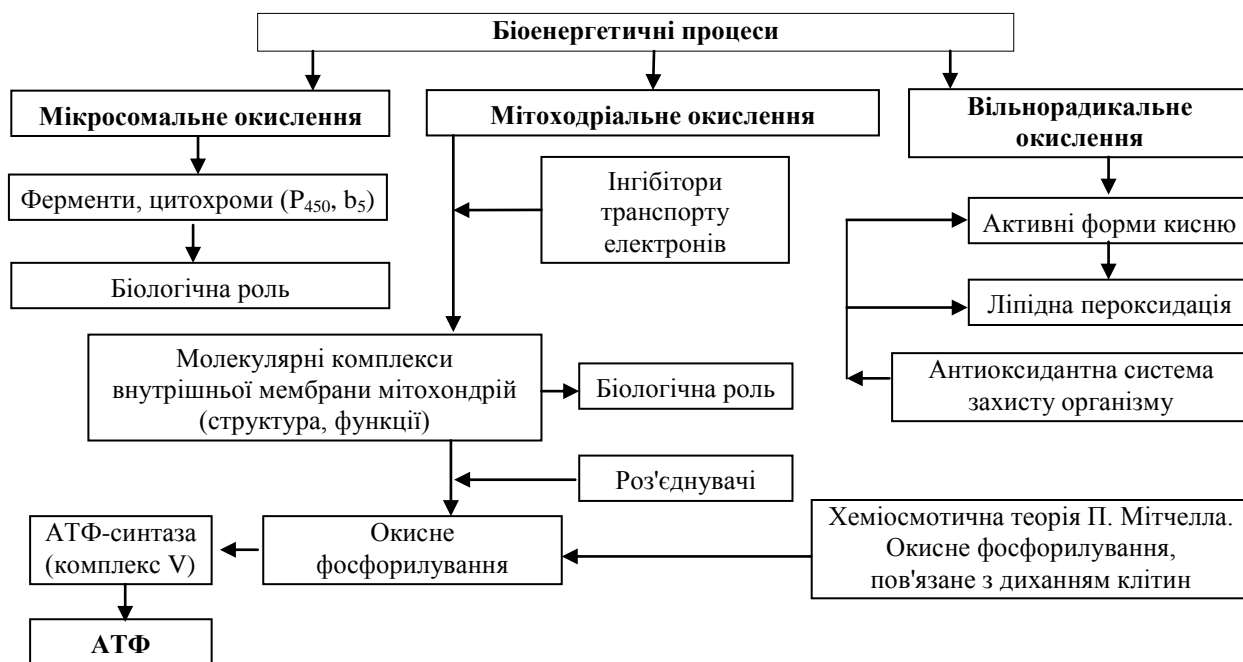 Біоенергетичні процеси
Мікросомальне окислення
Мітоходріальне окислення
Вільнорадикальне
окислення
Ферменти, цитохроми (P450, b5)
Інгібітори
транспорту
електронів
Активні форми кисню
Біологічна роль
Ліпідна пероксидація
Молекулярні комплекси
внутрішньої мембрани мітохондрій
(структура, функції)
Біологічна роль
Антиоксидантна система
захисту організму
Роз'єднувачі
АТФ-синтаза
(комплекс V)
Окисне
фосфорилування
Хеміосмотична теорія П. Мітчелла.
Окисне фосфорилування,
пов'язане з диханням клітин
АТФ